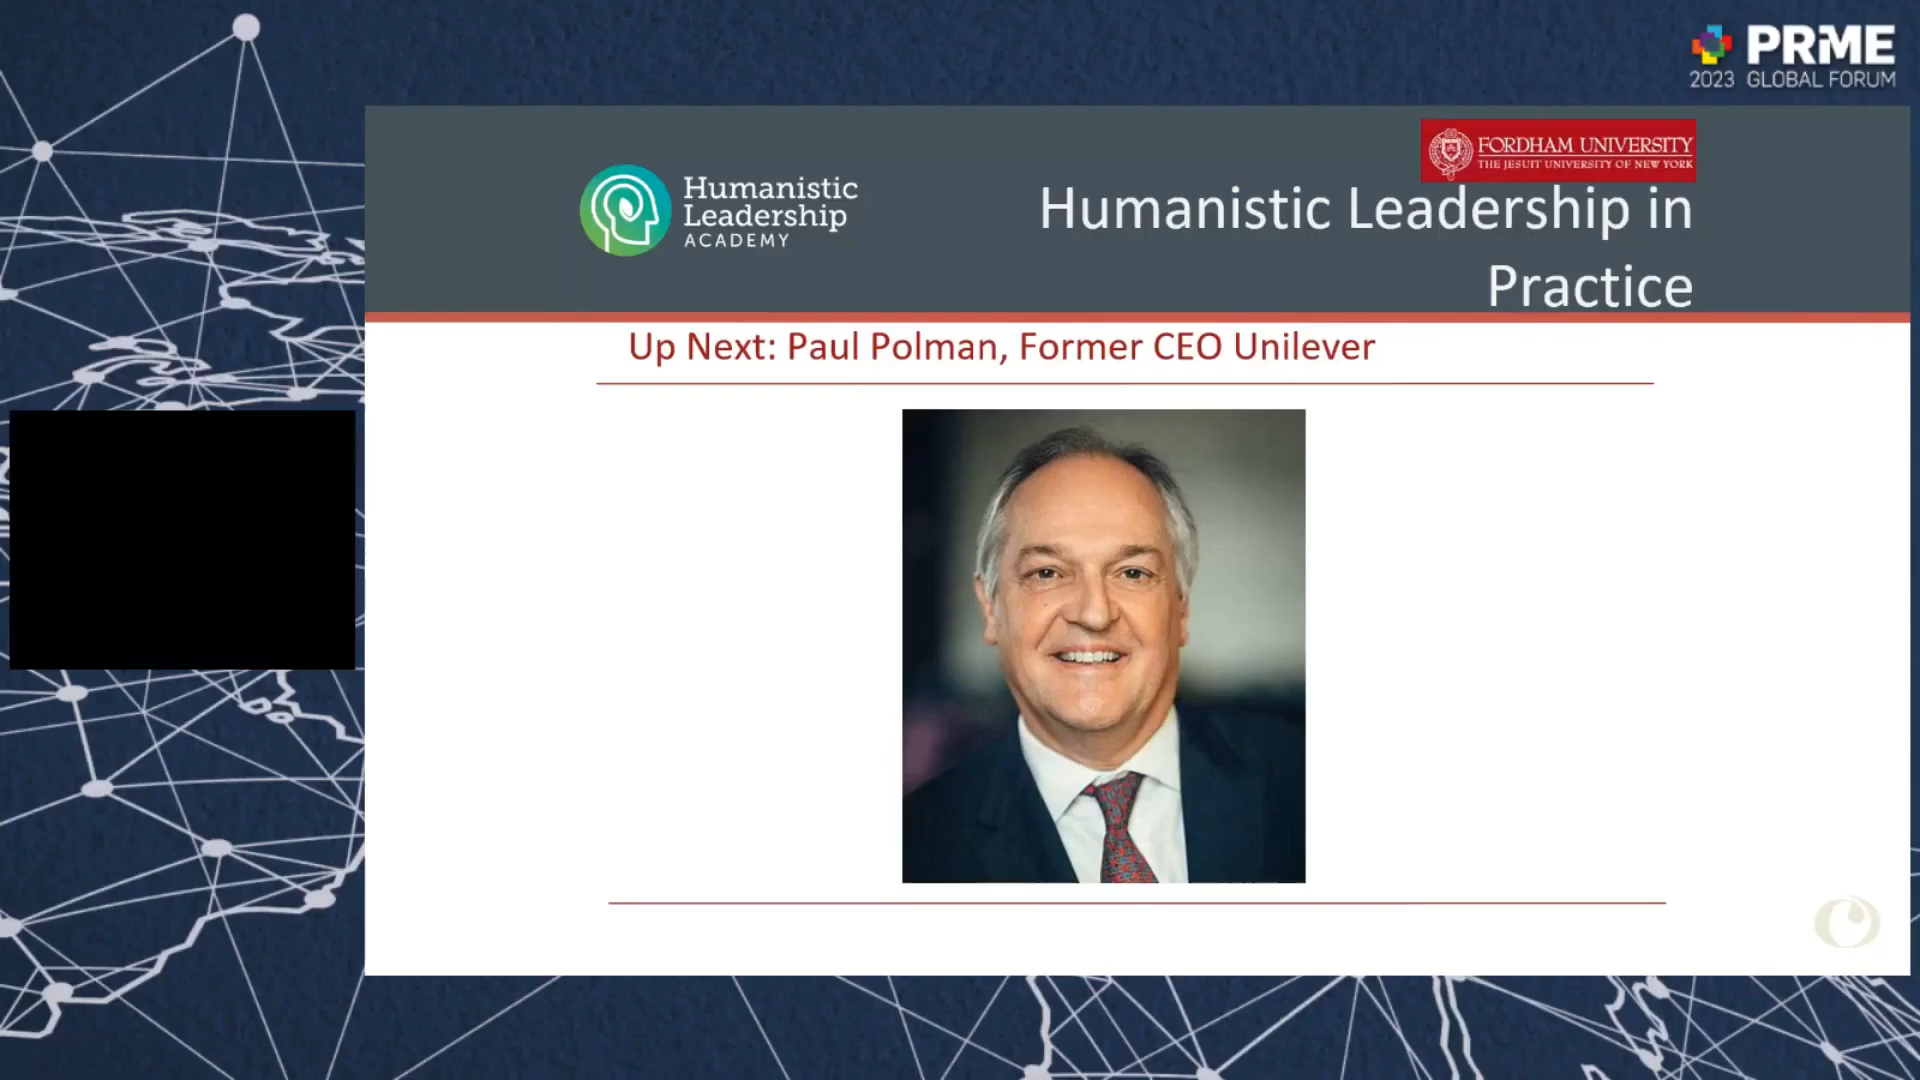 PRME
2023 GLOBAL FORUM
FORDHAM UNIVERSITY
THE JESUIT UNIVERSITY OF NEW YORK
Humanistic
Leadership
ACADEMY
Humanistic Leadership in
Practice
Up Next: Paul Polman, Former CEO Unilever